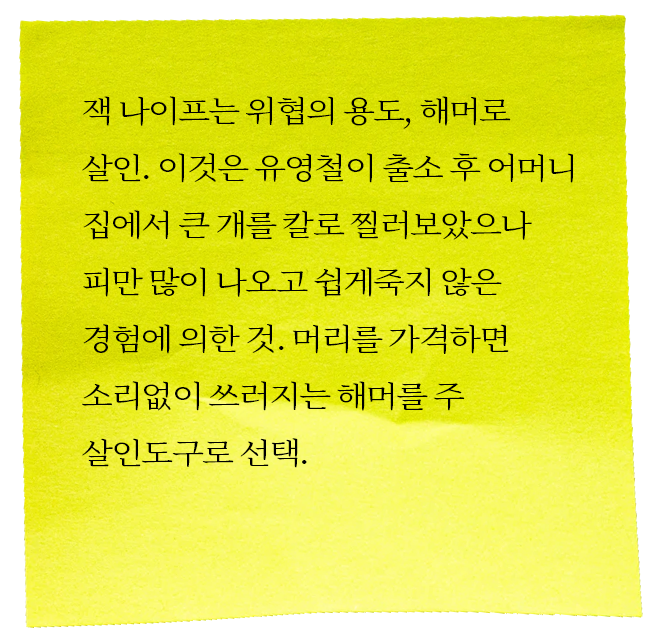 잭 나이프는 위협의 용도, 해머로
살인. 이것은 유영철이 출소 후 어머니
집에서 큰 개를 칼로 찔러보았으나
피만 많이 나오고 쉽게죽지 않은
경험에 의한 것. 머리를 가격하면
소리없이 쓰러지는 해머를 주
살인도구로 선택.